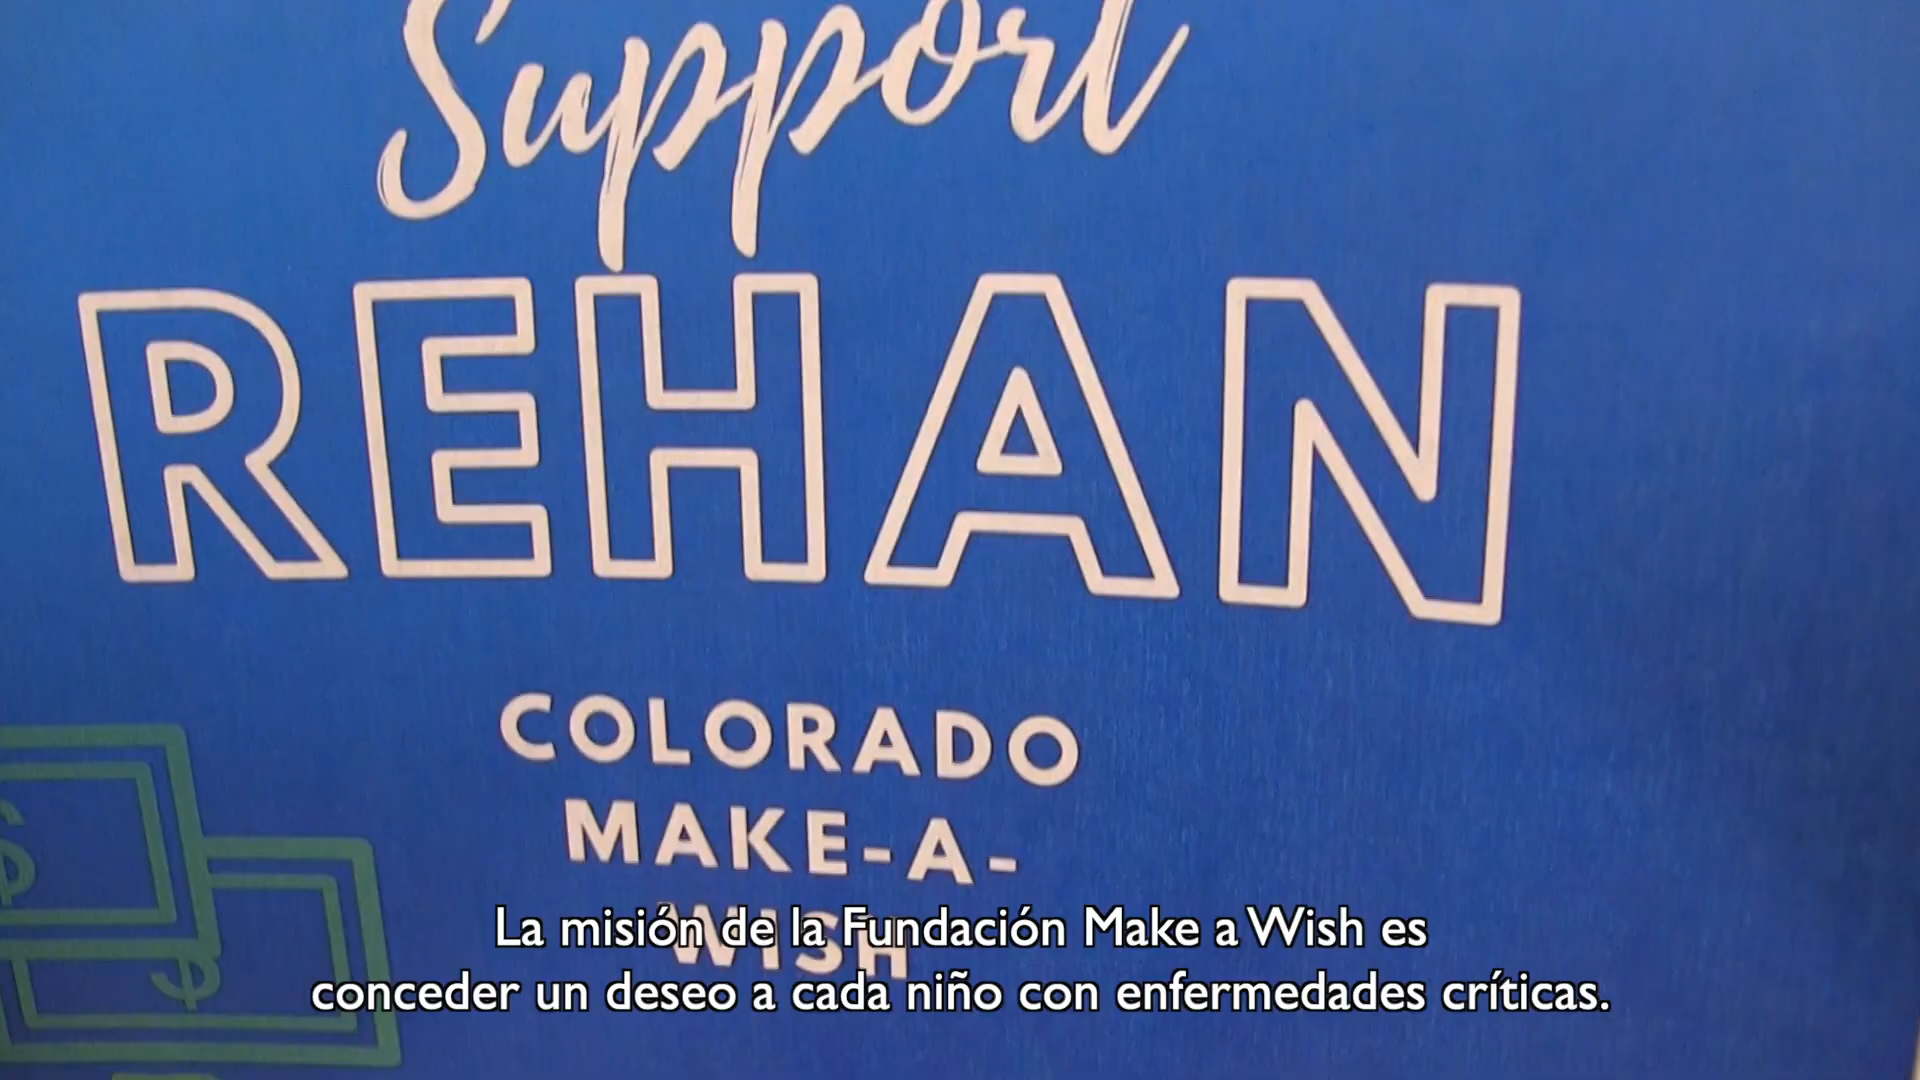 Support
REHAN
COLORADO
MAKE-A-
WISH
La misión de la Fundación Make a Wish es
conceder un deseo a cada niño con enfermedades críticas.
$
$